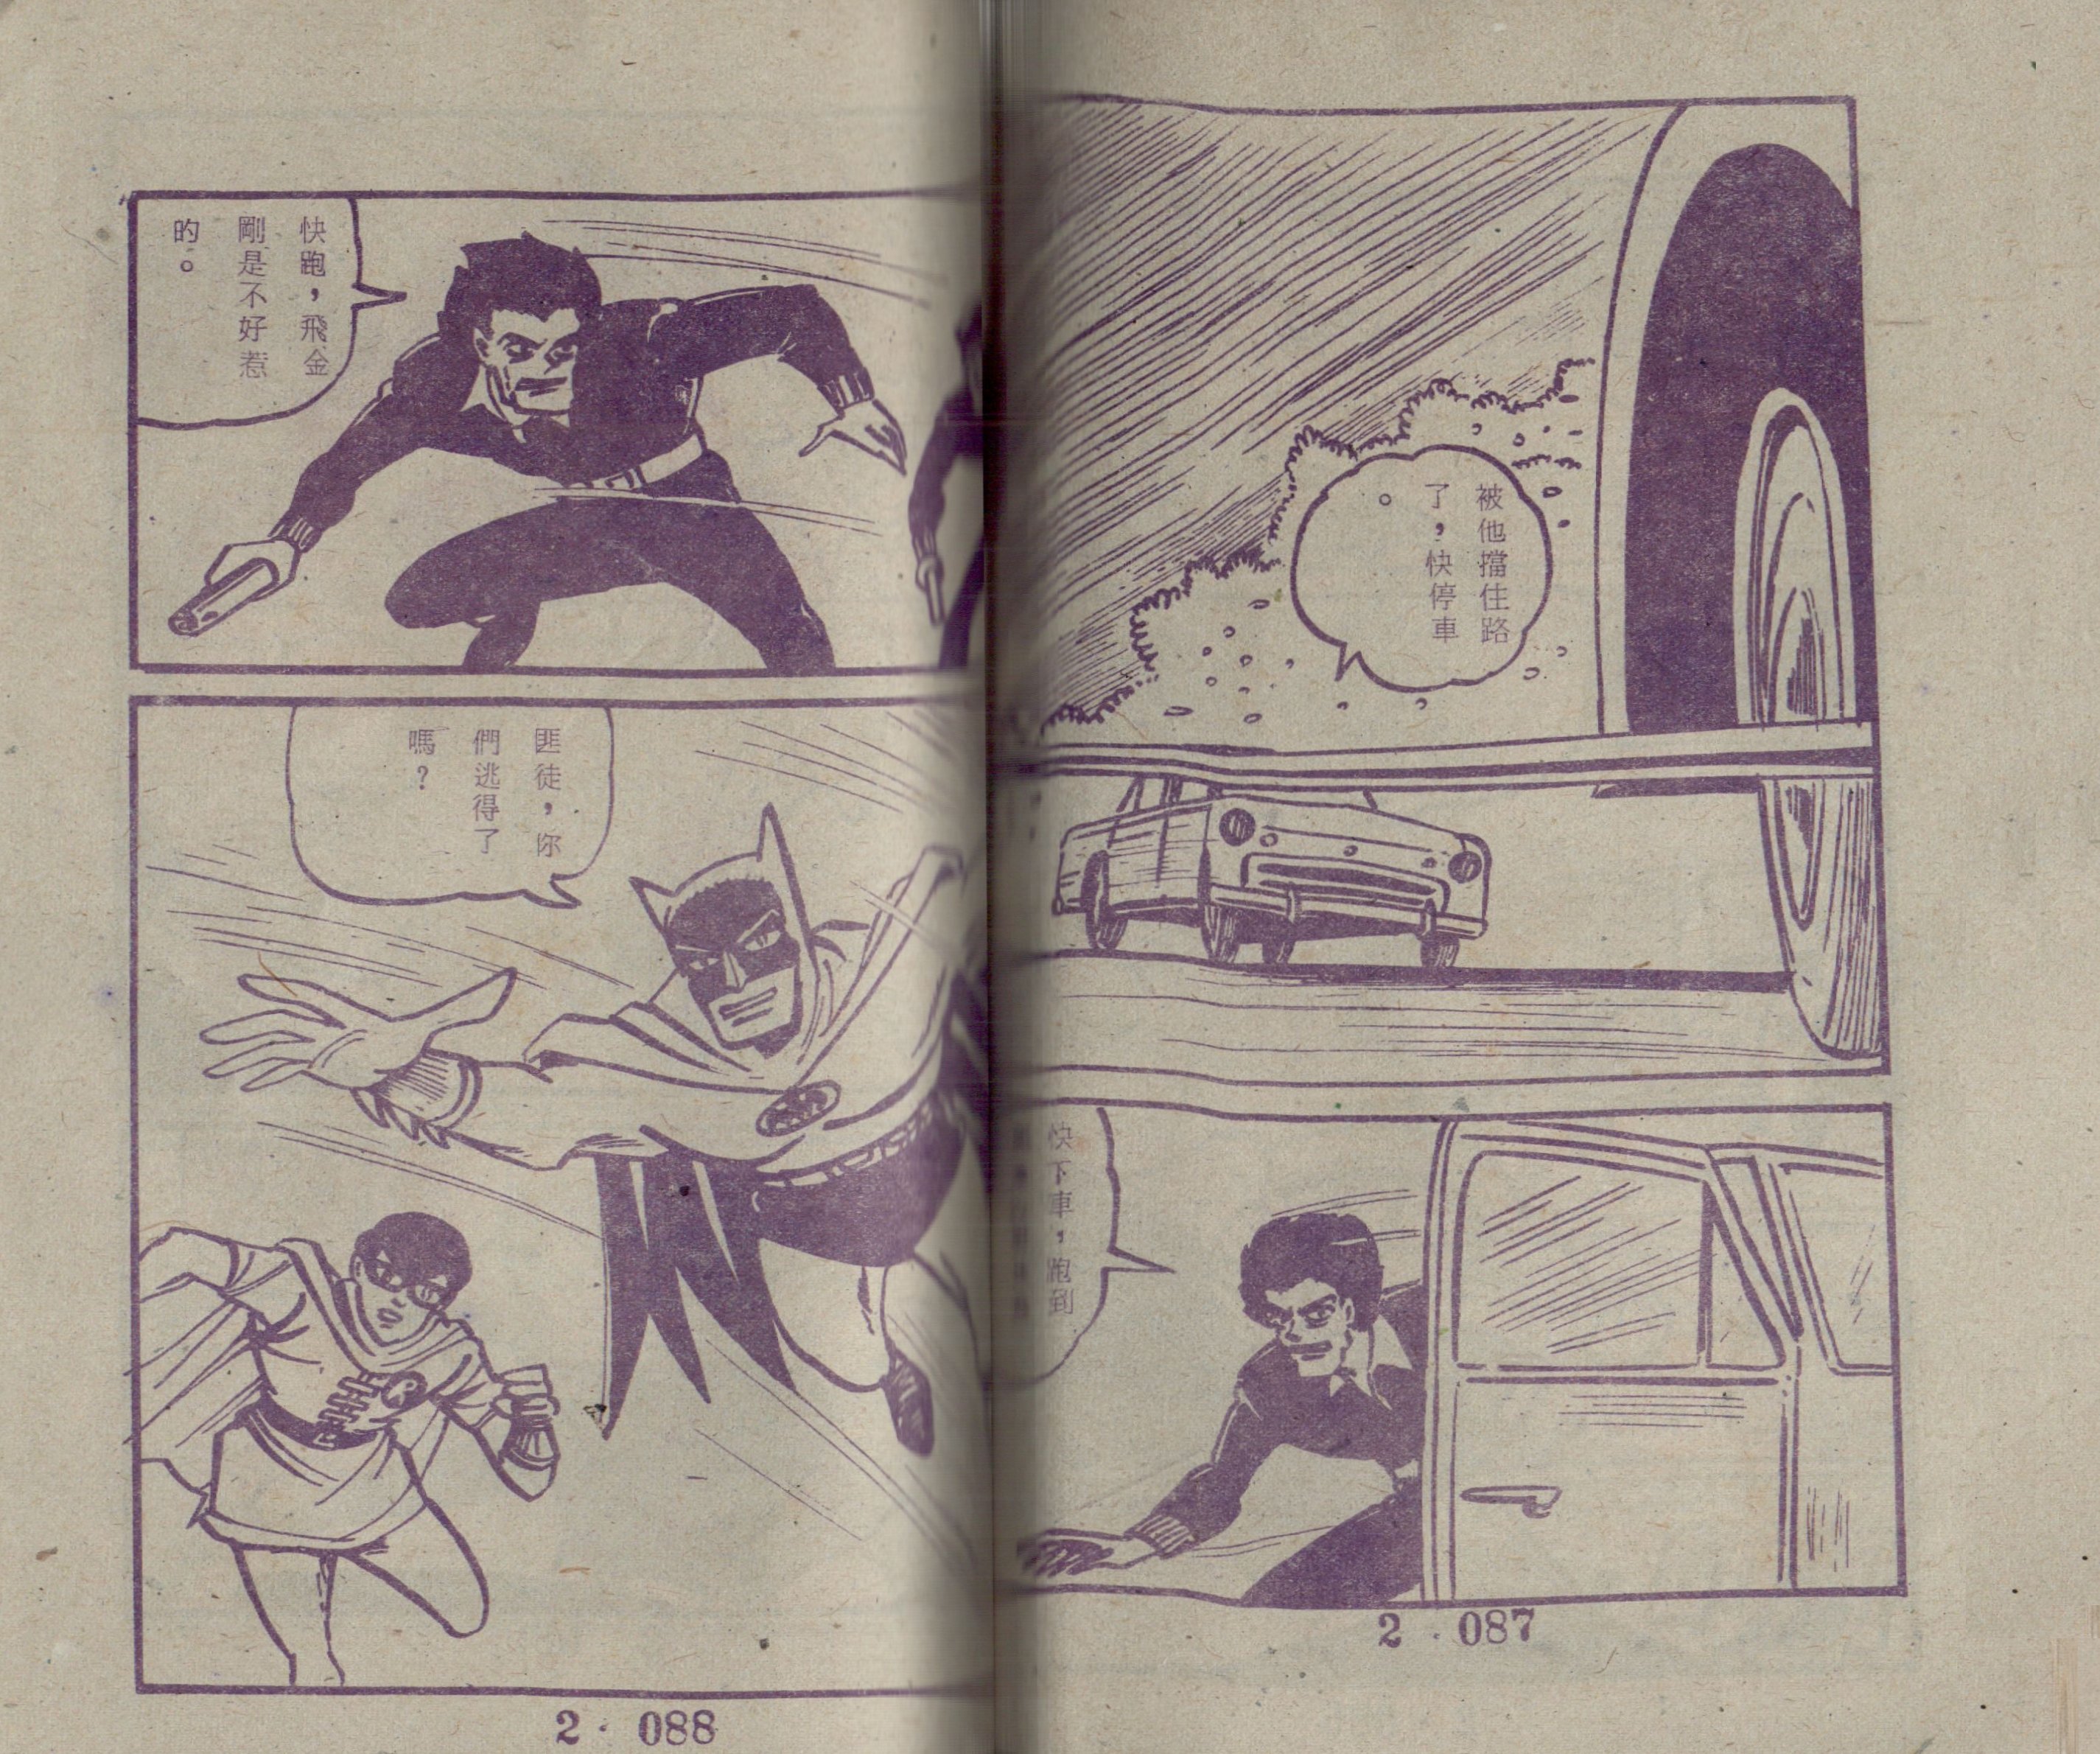 被他擋住路
了，快停車
。
快下車，跑到
2・087
快跑，飛金
剛是不好惹
的。
匪徒，你
們逃得了
嗎？
2・088